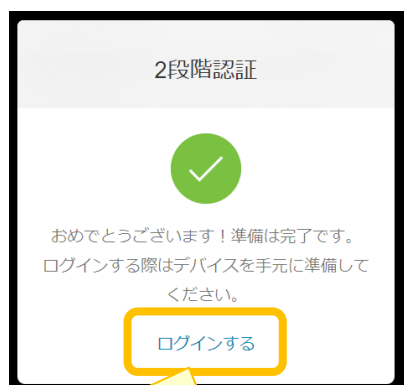 2段階認証
おめでとうございます！準備は完了です。
ログインする際はデバイスを手元に準備して
ください。
ログインする